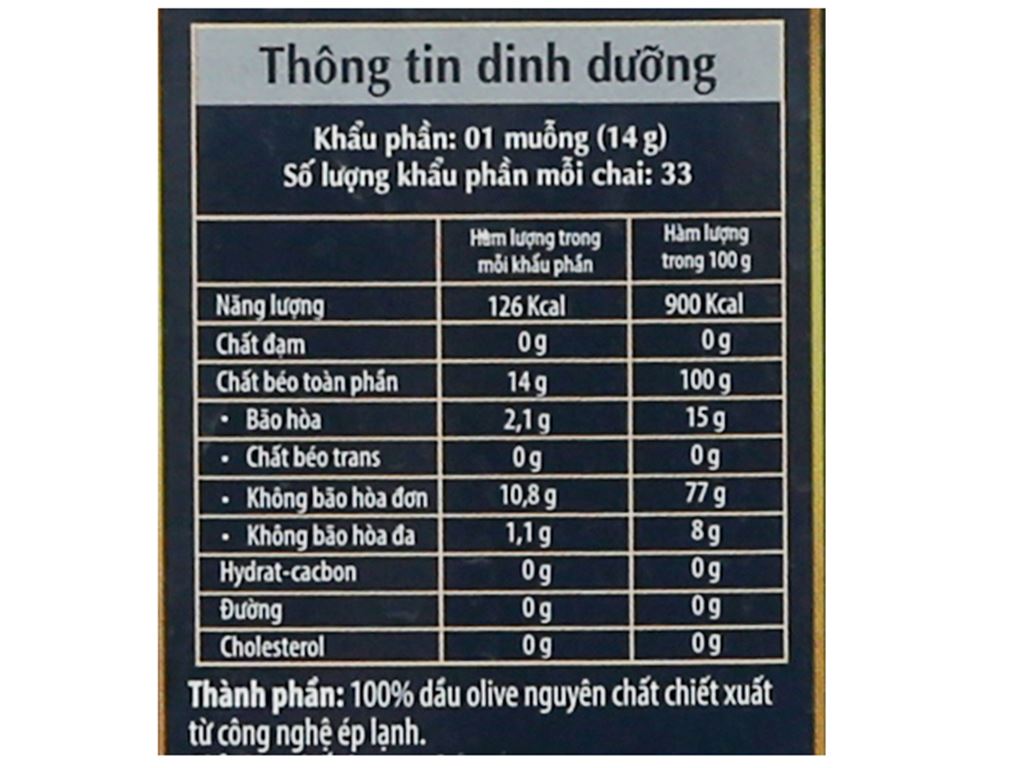 Thông tin dinh dưỡng
Khẩu phần: 01 muỗng (14 g)
Số lượng khẩu phần mỗi chai: 33
Hàm lượng trong mỗi khẩu phần Hàm lượng trong 100 g
Năng lượng 126 Kcal 900 Kcal
Chất đạm 0 g 0 g
Chất béo toàn phần 14 g 100 g
• Bão hòa 2,1 g 15 g
• Chất béo trans 0 g 0 g
• Không bão hòa đơn 10,8 g 77 g
• Không bão hòa đa 1,1 g 8 g
Hydrat-cacbon 0 g 0 g
Đường 0 g 0 g
Cholesterol 0 g 0 g
Thành phần: 100% dầu olive nguyên chất chiết xuất
từ công nghệ ép lạnh.